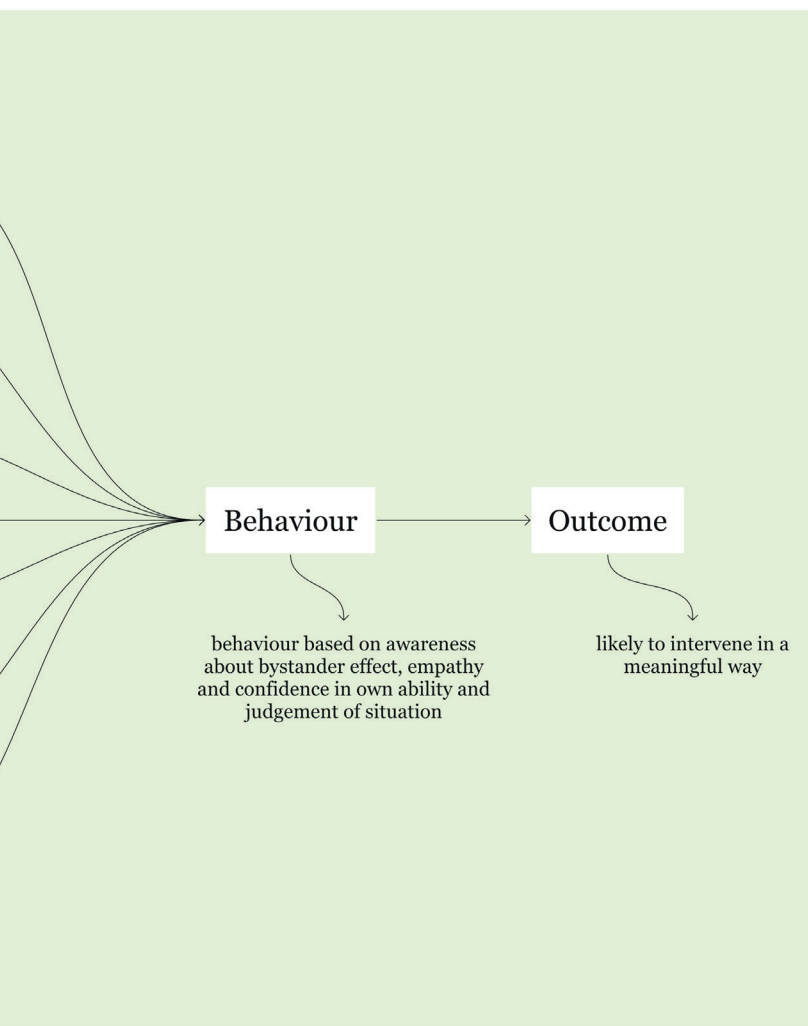 Behaviour
Outcome
behaviour based on awareness
about bystander effect, empathy
and confidence in own ability and
judgement of situation
likely to intervene in a
meaningful way